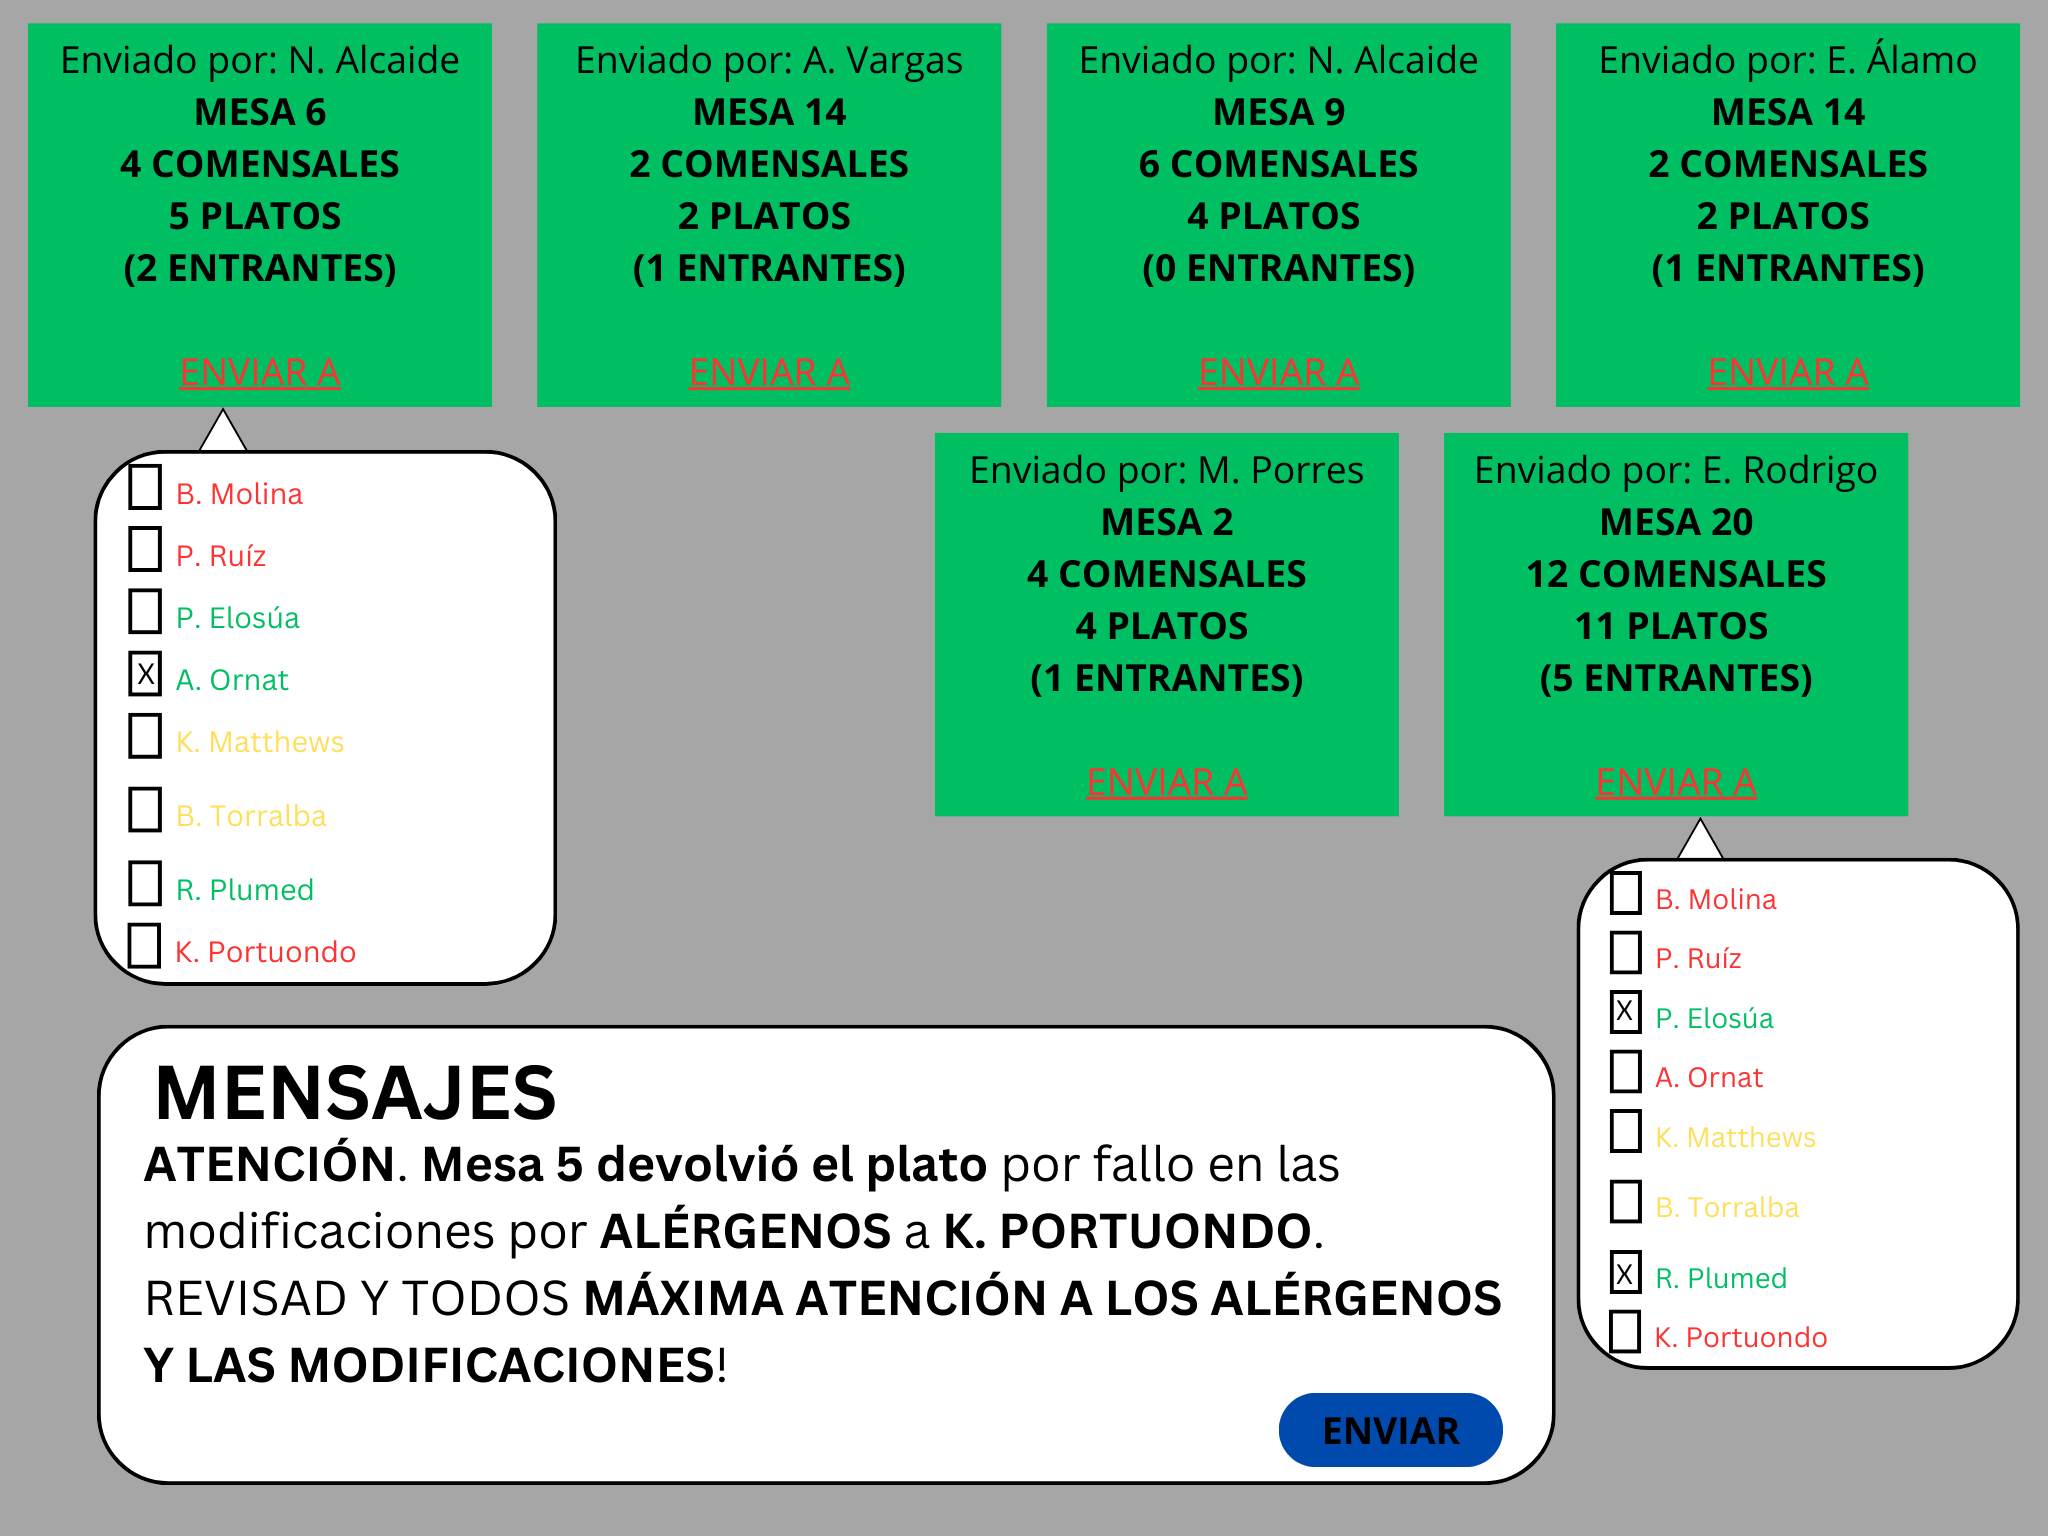 Enviado por: N. Alcaide
MESA 6
4 COMENSALES
5 PLATOS
(2 ENTRANTES)
ENVIAR A
Enviado por: A. Vargas
MESA 14
2 COMENSALES
2 PLATOS
(1 ENTRANTES)
ENVIAR A
Enviado por: N. Alcaide
MESA 9
6 COMENSALES
4 PLATOS
(0 ENTRANTES)
ENVIAR A
Enviado por: E. Álamo
MESA 14
2 COMENSALES
2 PLATOS
(1 ENTRANTES)
ENVIAR A
B. Molina
P. Ruíz
P. Elosúa
X A. Ornat
K. Matthews
B. Torralba
R. Plumed
K. Portuondo
Enviado por: M. Porres
MESA 2
4 COMENSALES
4 PLATOS
(1 ENTRANTES)
ENVIAR A
Enviado por: E. Rodrigo
MESA 20
12 COMENSALES
11 PLATOS
(5 ENTRANTES)
ENVIAR A
B. Molina
P. Ruíz
X P. Elosúa
A. Ornat
K. Matthews
B. Torralba
X R. Plumed
K. Portuondo
MENSAJES
ATENCIÓN. Mesa 5 devolvió el plato por fallo en las
modificaciones por ALÉRGENOS a K. PORTUONDO.
REVISAD Y TODOS MÁXIMA ATENCIÓN A LOS ALÉRGENOS
Y LAS MODIFICACIONES!
ENVIAR